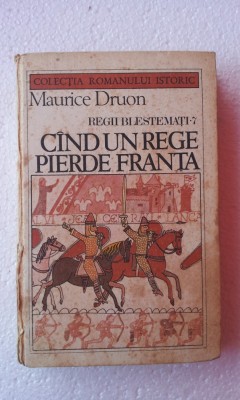 COLECȚIA ROMANULUI ISTORIC
Maurice Druon
REGII BLESTEMAȚI·7
CÎND UN REGE
PIERDE FRANȚA